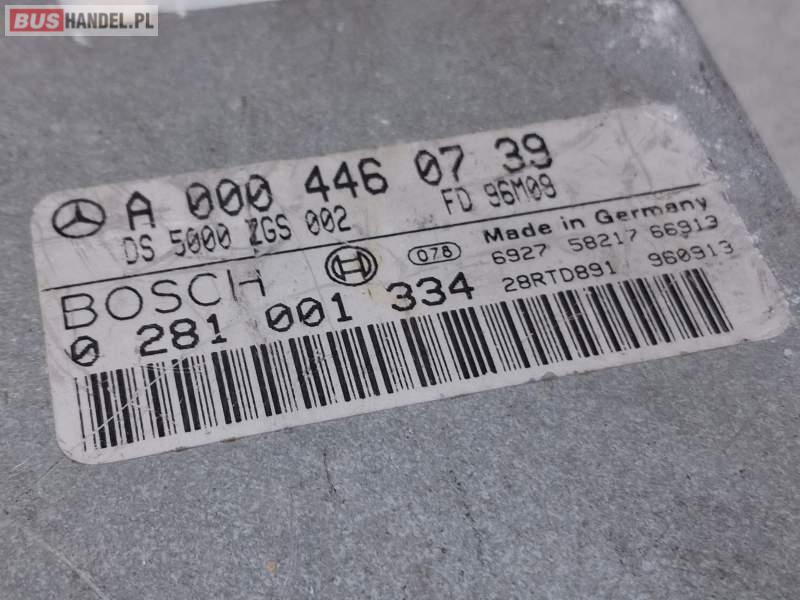 BUSHANDEL.PL
A 000 446 07 39
DS 5000 ZGS 002 FD 96M09
BOSCH 078 Made in Germany
6927 58217 66913
0 281 001 334 28RTD891 960913